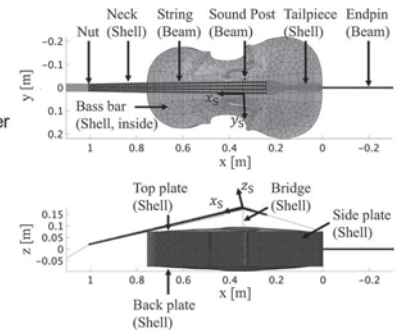 Neck String Sound Post Tailpiece Endpin
Nut (Shell) (Beam) (Beam) (Shell) (Beam)
-0.2
-0.1
0
0.1
0.2
y [m]
er
Bass bar
(Shell, inside)
xS
yS
1 0.8 0.6 0.4 0.2 0 -0.2
x [m]
Top plate
(Shell)
xS
zS
Bridge
(Shell)
Side plate
(Shell)
0.15
0.1
0.05
0
-0.05
z [m]
1 0.8 0.6 0.4 0.2 0 -0.2
x [m]
Back plate
(Shell)